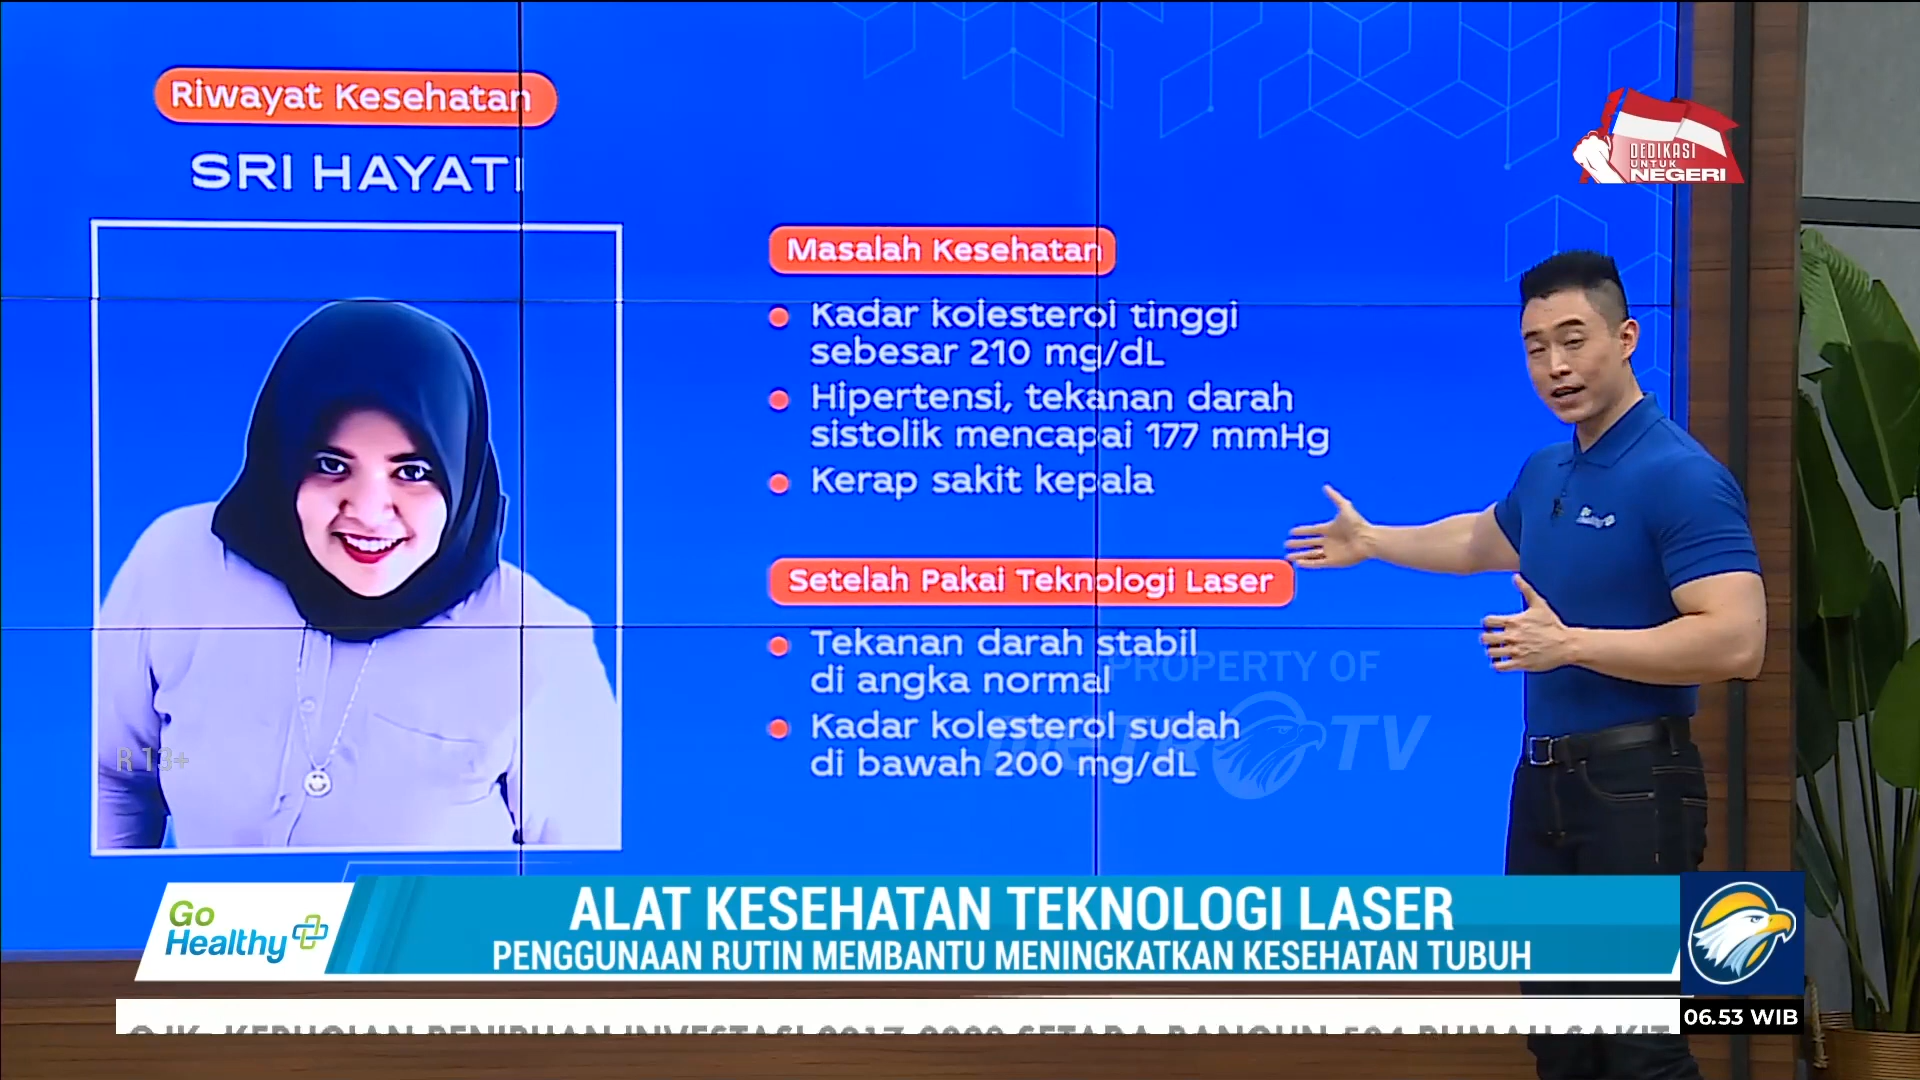 Riwayat Kesehatan
SRI HAYATI
DEDIKASI
UNTUK
NEGERI
Masalah Kesehatan
Kadar kolesterol tinggi
sebesar 210 mg/dL
Hipertensi, tekanan darah
sistolik mencapai 177 mmHg
Kerap sakit kepala
Setelah Pakai Teknologi Laser
Tekanan darah stabil
di angka normal
Kadar kolesterol sudah
di bawah 200 mg/dL
PROPERTY OF
METRO TV
R 13+
Go
Healthy
ALAT KESEHATAN TEKNOLOGI LASER
PENGGUNAAN RUTIN MEMBANTU MENINGKATKAN KESEHATAN TUBUH
06.53 WIB